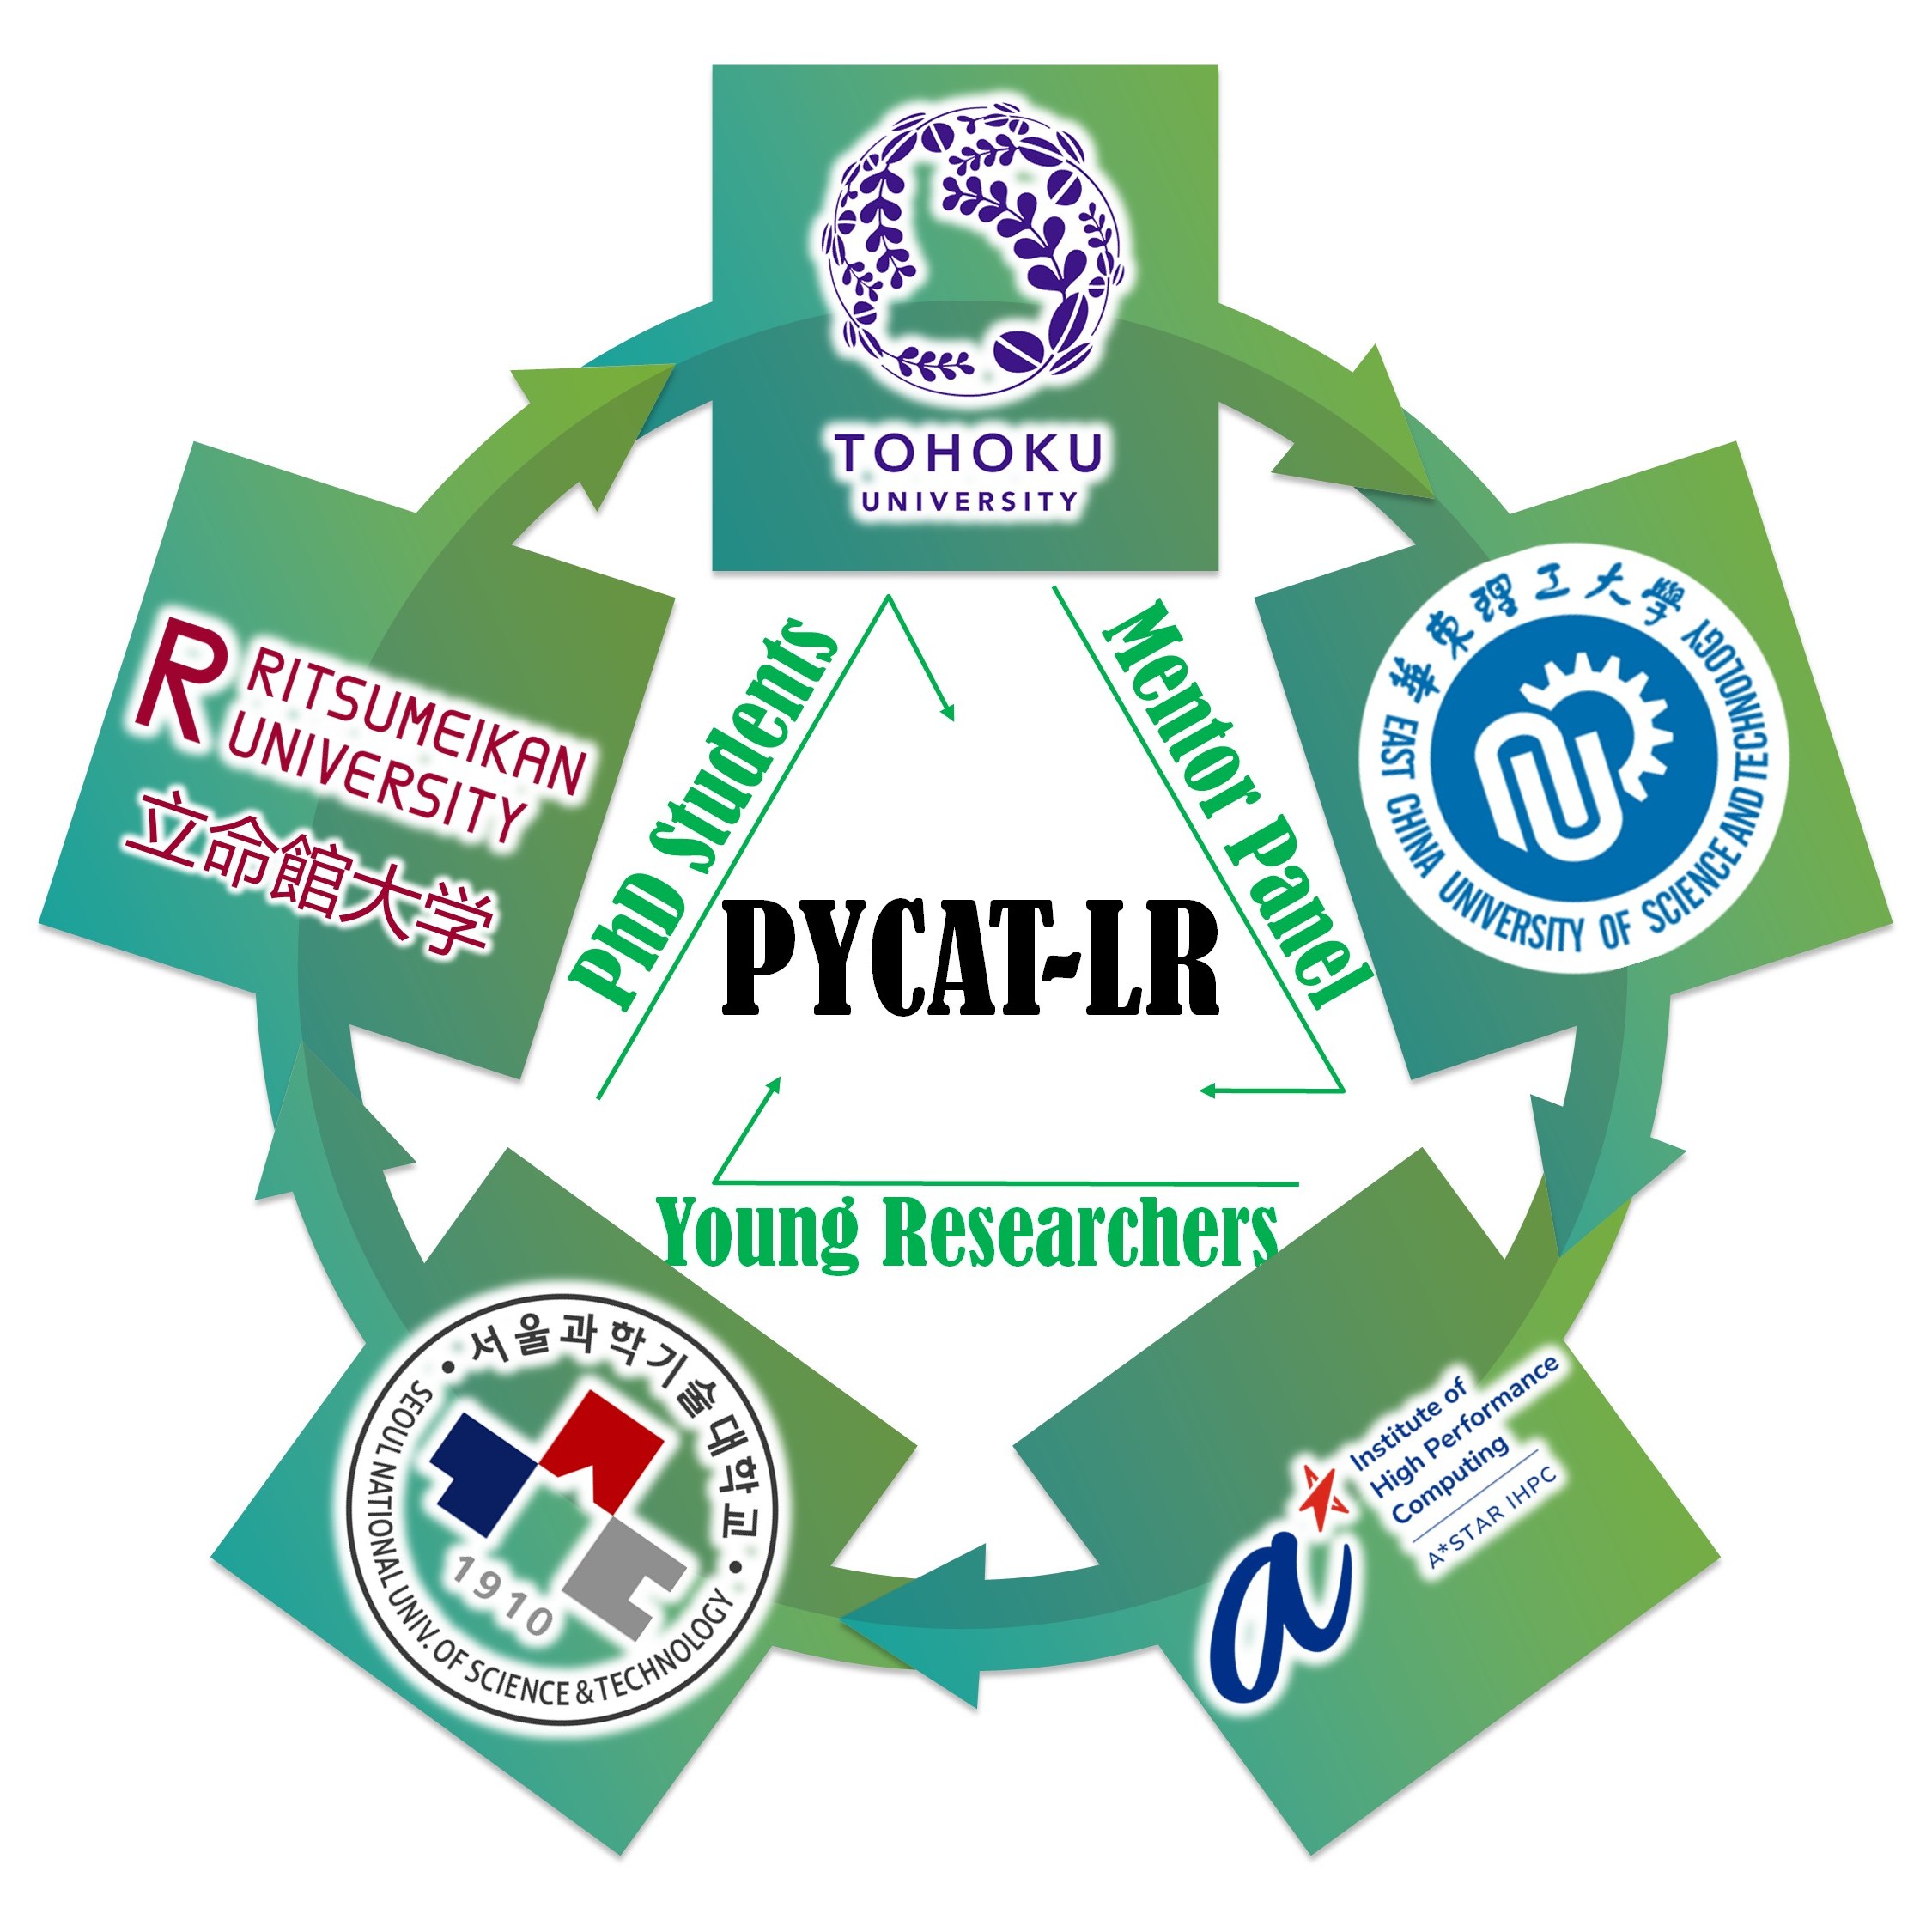 TOHOKU
UNIVERSITY
RITSUMEIKAN
UNIVERSITY
立命館大学
華東理工大學
EAST CHINA UNIVERSITY OF SCIENCE AND TECHNOLOGY
PhD Students
Mentor Panel
PYCAT-LR
Young Researchers
서울과학기술대학교
SEOUL NATIONAL UNIV. OF SCIENCE & TECHNOLOGY
1910
Institute of
High Performance
Computing
A*STAR IHPC